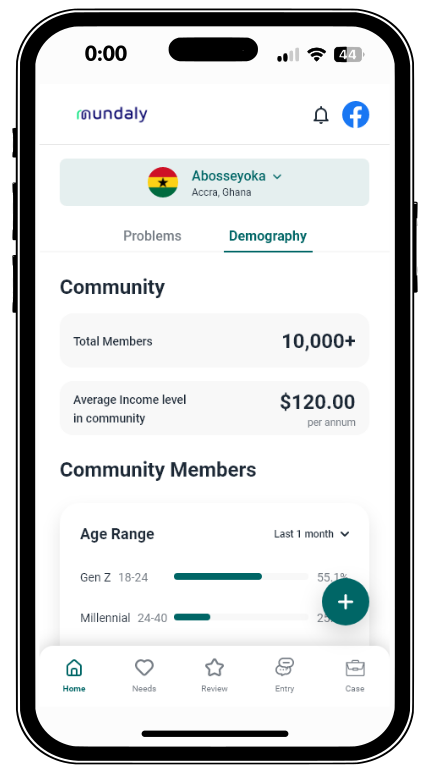 0:00
44
mundaly
Abosseyoka
Accra, Ghana
Problems Demography
Community
Total Members 10,000+
Average Income level
in community
$120.00
per annum
Community Members
Age Range Last 1 month
Gen Z 18-24 55.1%
Millennial 24-40
Home Needs Review Entry Case